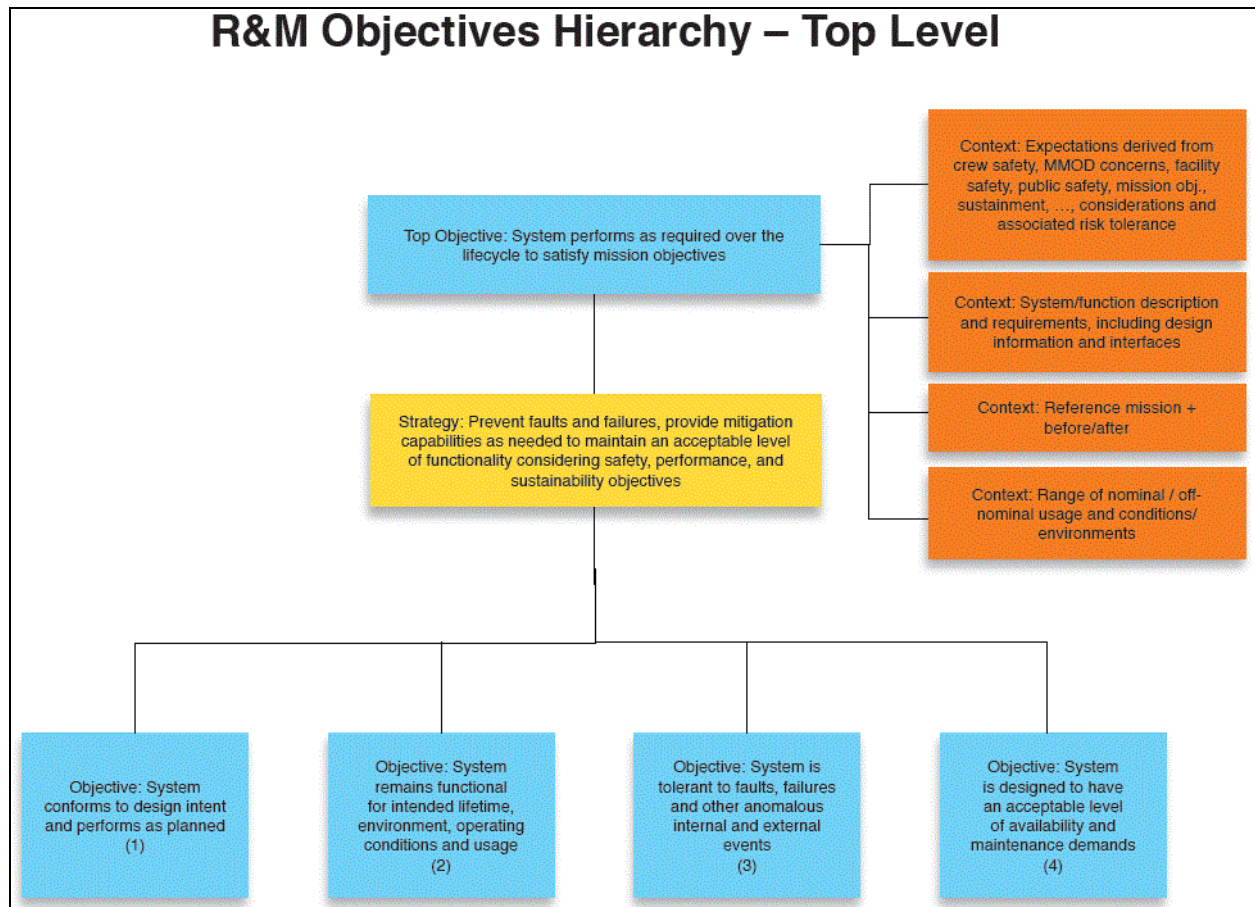 R&M Objectives Hierarchy – Top Level
Context: Expectations derived from
crew safety, MMOD concerns, facility
safety, public safety, mission obj.,
sustainment, …, considerations and
associated risk tolerance
Top Objective: System performs as required over the
lifecycle to satisfy mission objectives
Context: System/function description
and requirements, including design
information and interfaces
Context: Reference mission +
before/after
Strategy: Prevent faults and failures, provide mitigation
capabilities as needed to maintain an acceptable level
of functionality considering safety, performance, and
sustainability objectives
Context: Range of nominal / off-
nominal usage and conditions/
environments
Objective: System
conforms to design intent
and performs as planned
(1)
Objective: System
remains functional
for intended lifetime,
environment, operating
conditions and usage
(2)
Objective: System is
tolerant to faults, failures
and other anomalous
internal and external
events
(3)
Objective: System
is designed to have
an acceptable level
of availability and
maintenance demands
(4)